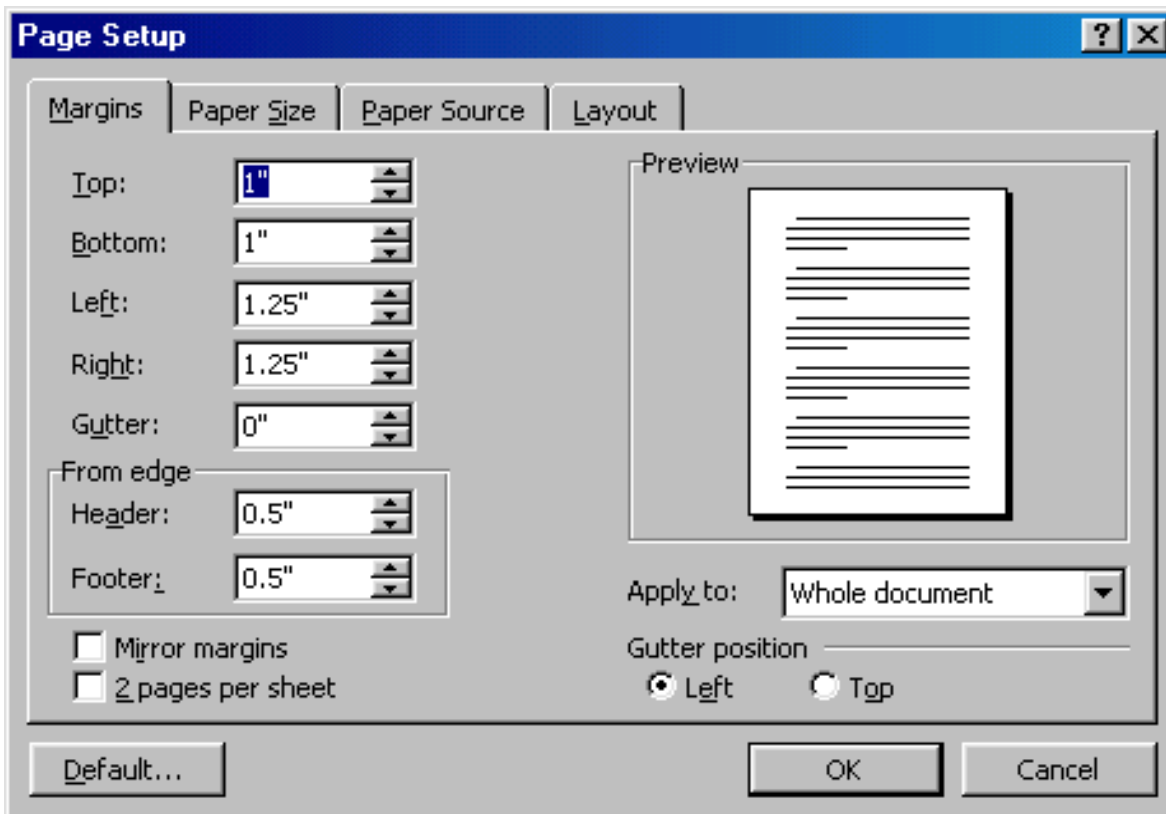 Page Setup
Margins
Paper Size
Paper Source
Layout
Top: 1"
Bottom: 1"
Left: 1.25"
Right: 1.25"
Gutter: 0"
From edge
Header: 0.5"
Footer: 0.5"
Mirror margins
2 pages per sheet
Preview
Apply to: Whole document
Gutter position
Left Top
Default...
OK
Cancel